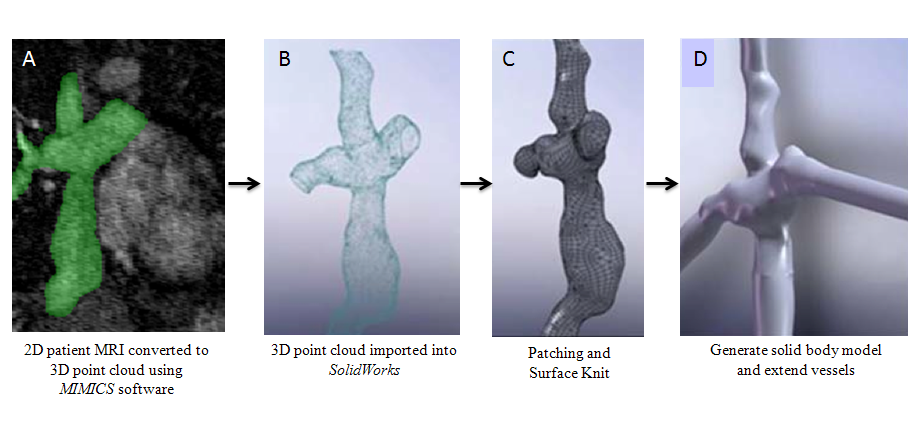 A
B
C
D
2D patient MRI converted to
3D point cloud using
MIMICS software
3D point cloud imported into
SolidWorks
Patching and
Surface Knit
Generate solid body model
and extend vessels